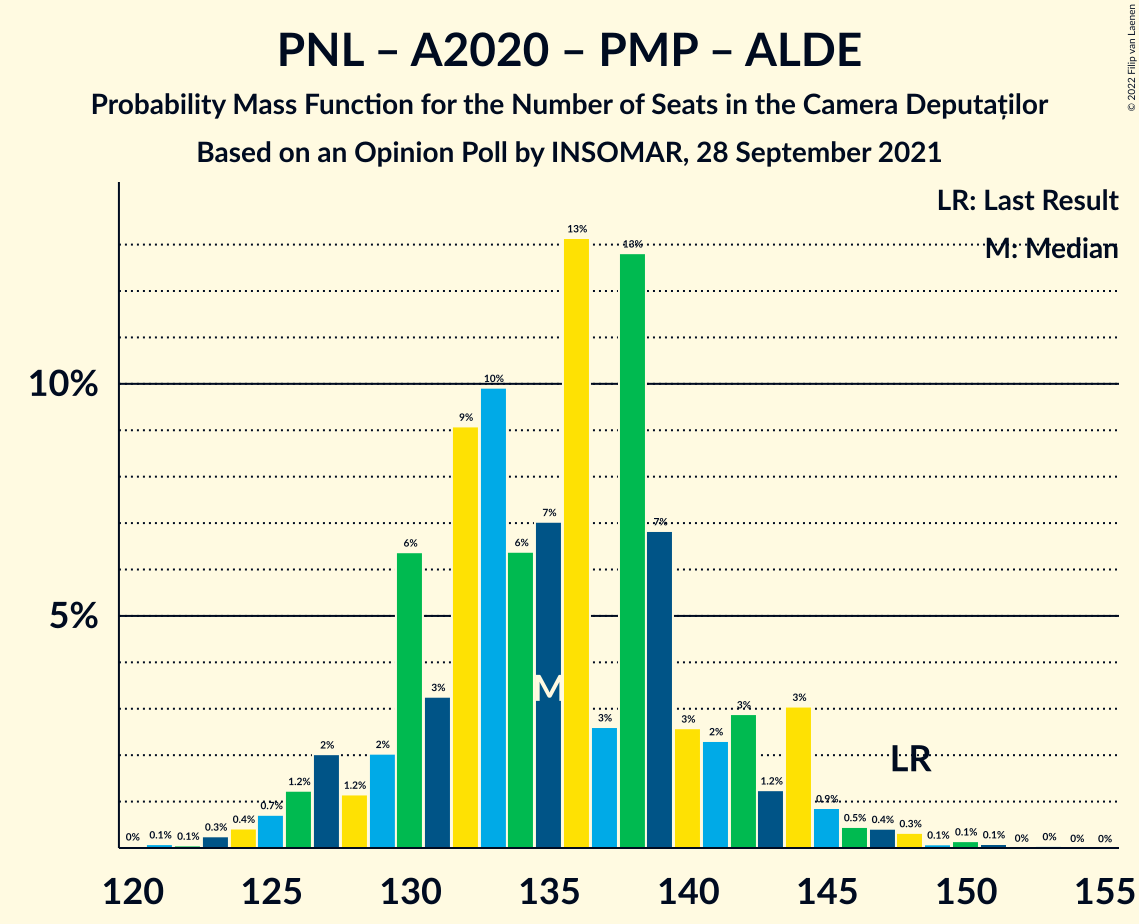 PNL – A2020 – PMP – ALDE
Probability Mass Function for the Number of Seats in the Camera Deputaților
Based on an Opinion Poll by INSOMAR, 28 September 2021
© 2022 Filip van Laenen
LR: Last Result
M: Median
10%
5%
0% 0.1% 0.1% 0.3% 0.4% 0.7% 1.2% 2% 1.2% 2% 6% 3% 9% 10% 6% 7% 13% 3% 13% 7% 3% 2% 3% 1.2% 3% 0.9% 0.5% 0.4% 0.3% 0.1% 0.1% 0.1% 0% 0% 0% 0%
M
LR
120 125 130 135 140 145 150 155